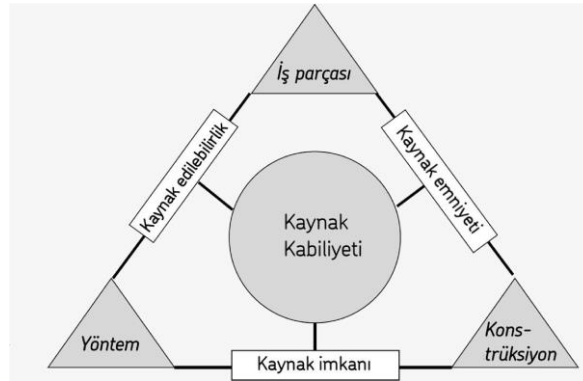 İş parçası
Kaynak edilebilirlik
Kaynak emniyeti
Kaynak
Kabiliyeti
Yöntem
Kons-
trüksiyon
Kaynak imkanı